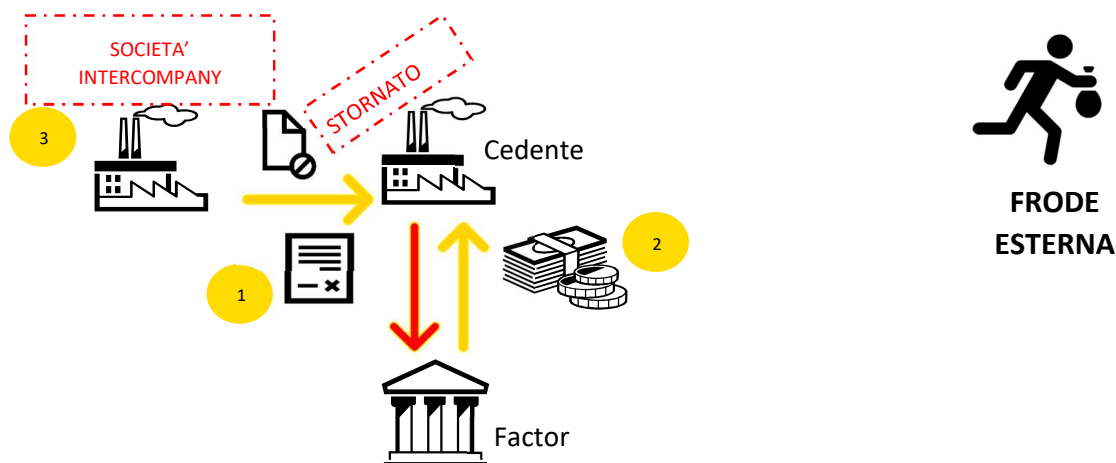 SOCIETA'
INTERCOMPANY
STORNATO
3
Cedente
1
2
Factor
FRODE
ESTERNA